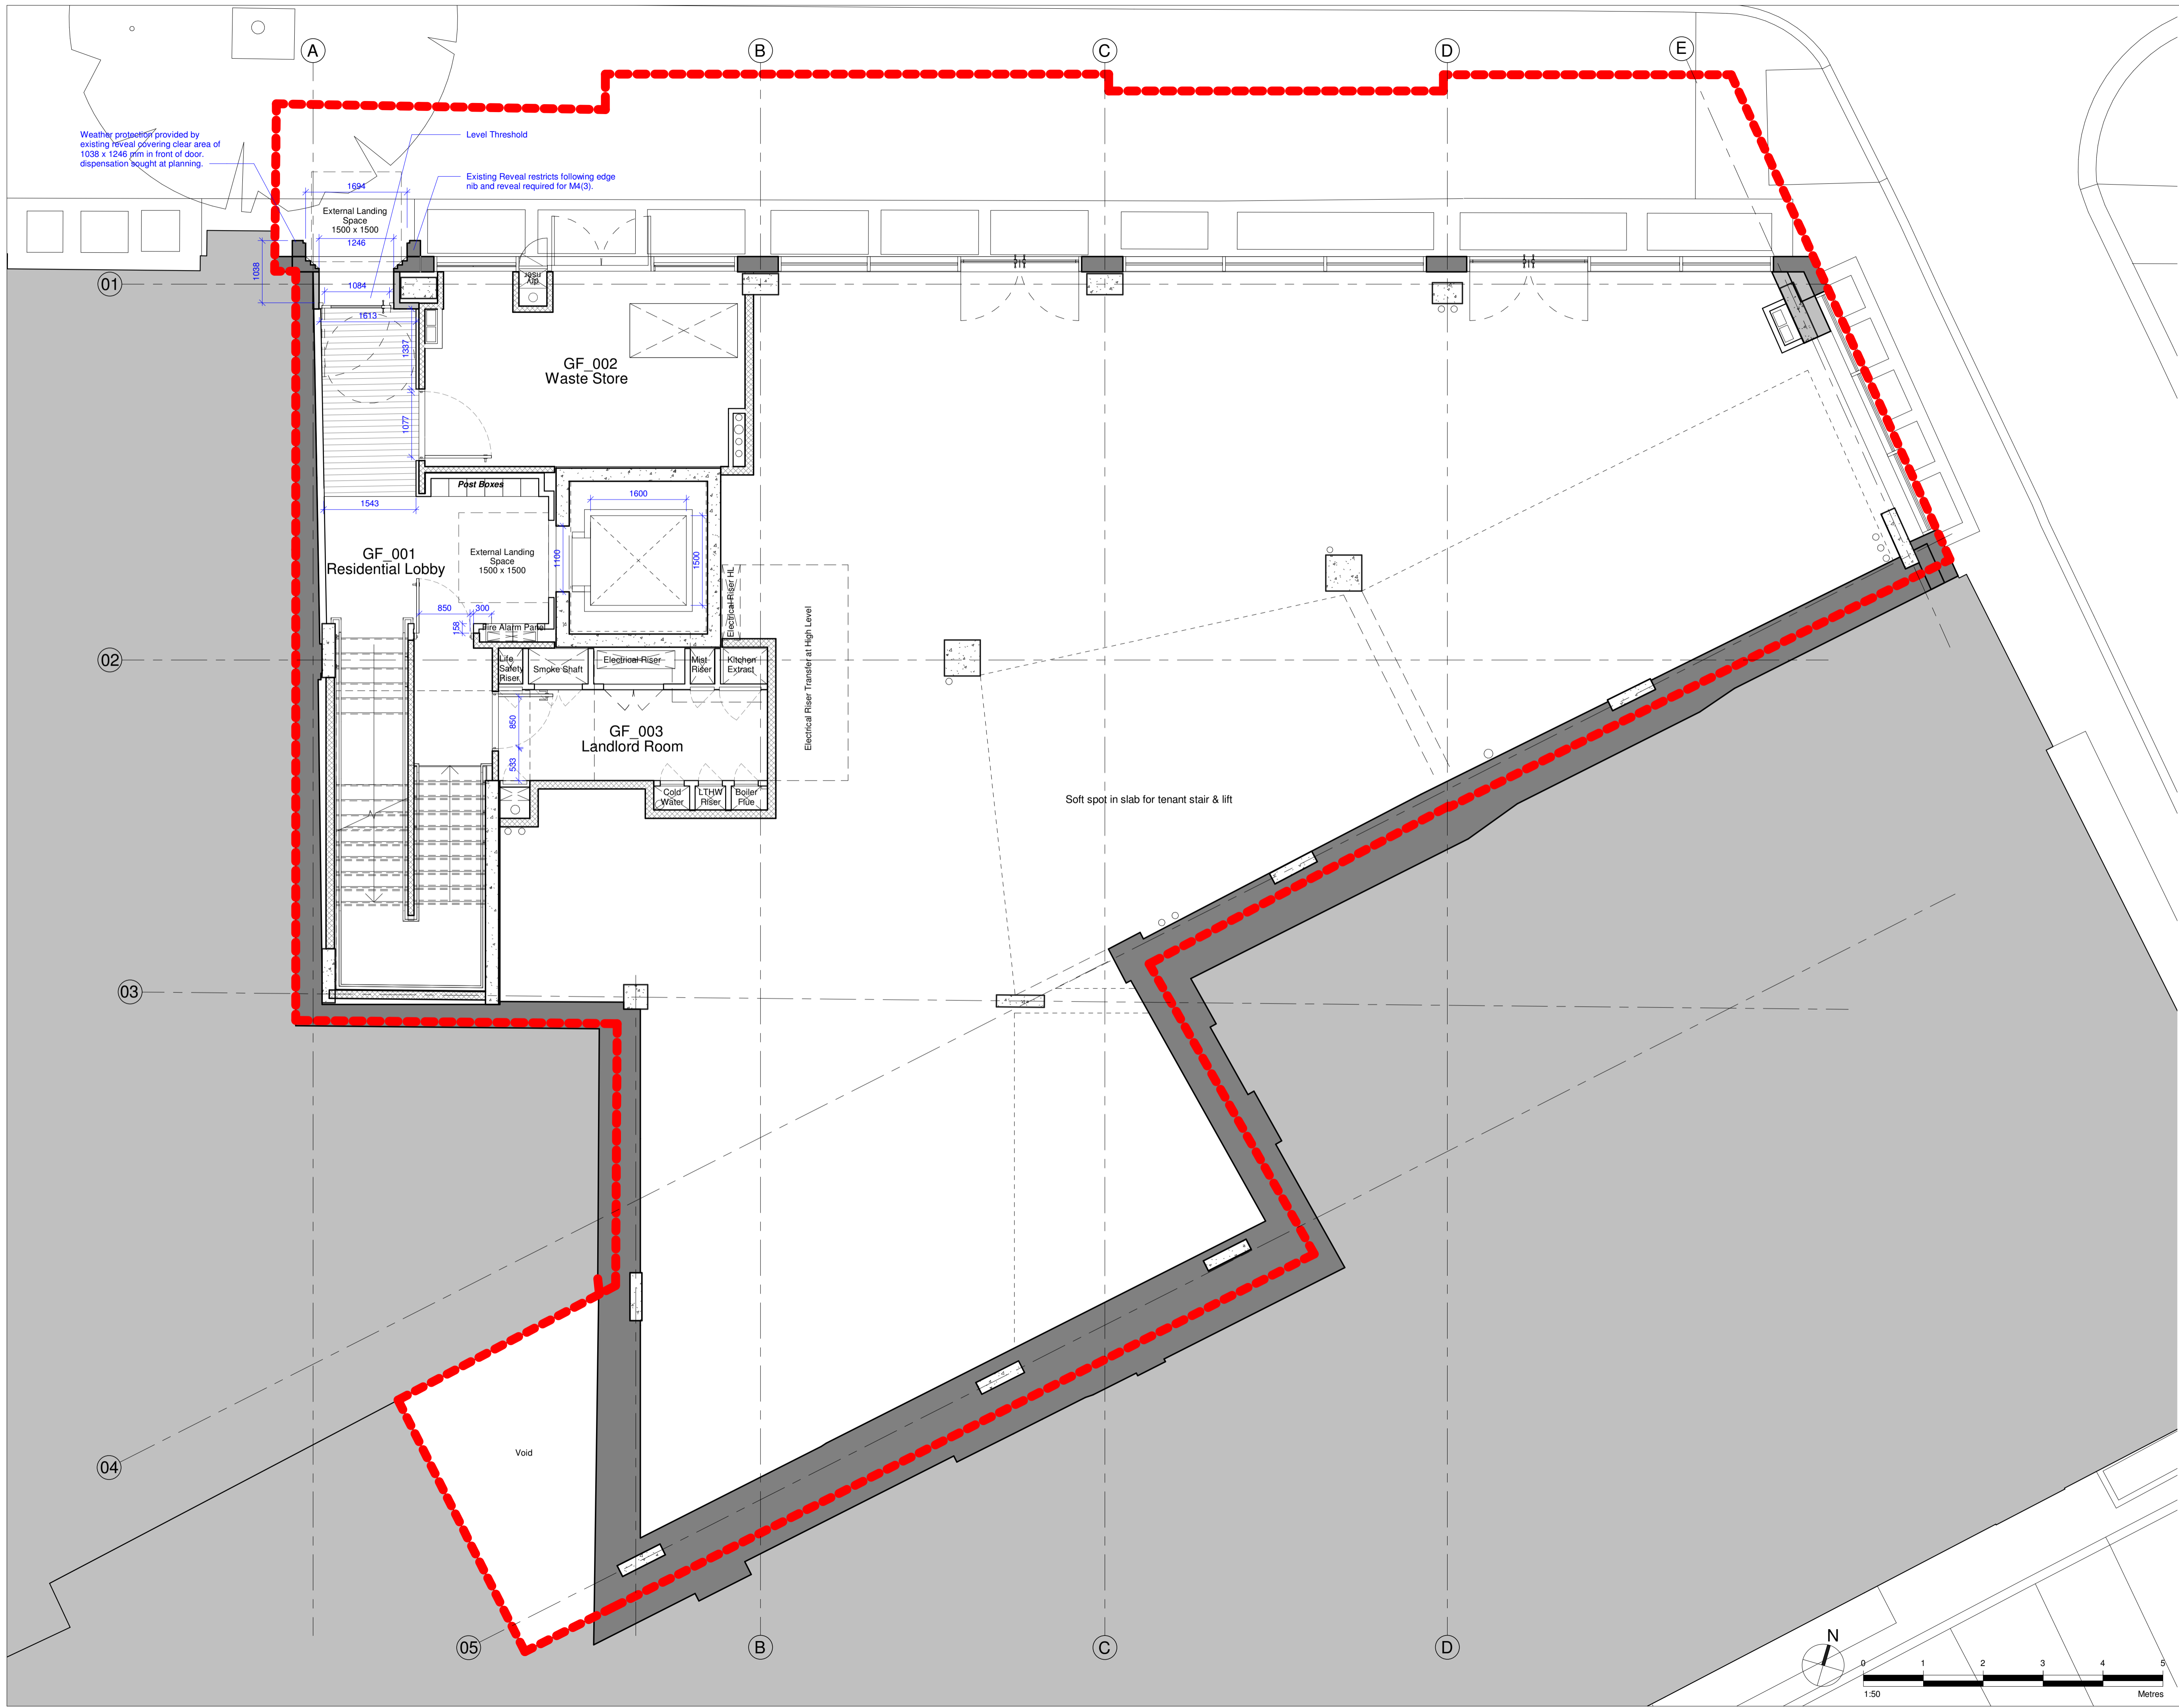 A
B
C
D
E
Weather protection provided by
existing reveal covering clear area of
1038 x 1246 mm in front of door.
dispensation sought at planning.
Level Threshold
Existing Reveal restricts following edge
nib and reveal required for M4(3).
1694
External Landing
Space
1500 x 1500
1246
1038
01
1084
1613
1337
1077
GF_002
Waste Store
Post Boxes
1543
1600
1500
1100
GF_001
Residential Lobby
External Landing
Space
1500 x 1500
850
300
158
Fire Alarm Panel
Electrical Riser HL
Electrical Riser Transfer at High Level
02
Life
Safety
Riser
Smoke Shaft
Electrical Riser
Mist
Riser
Kitchen
Extract
850
533
GF_003
Landlord Room
Cold
Water
LTHW
Riser
Boiler
Flue
Soft spot in slab for tenant stair & lift
03
Void
04
05
B
C
D
N
0
1
2
3
4
5
1:50
Metres